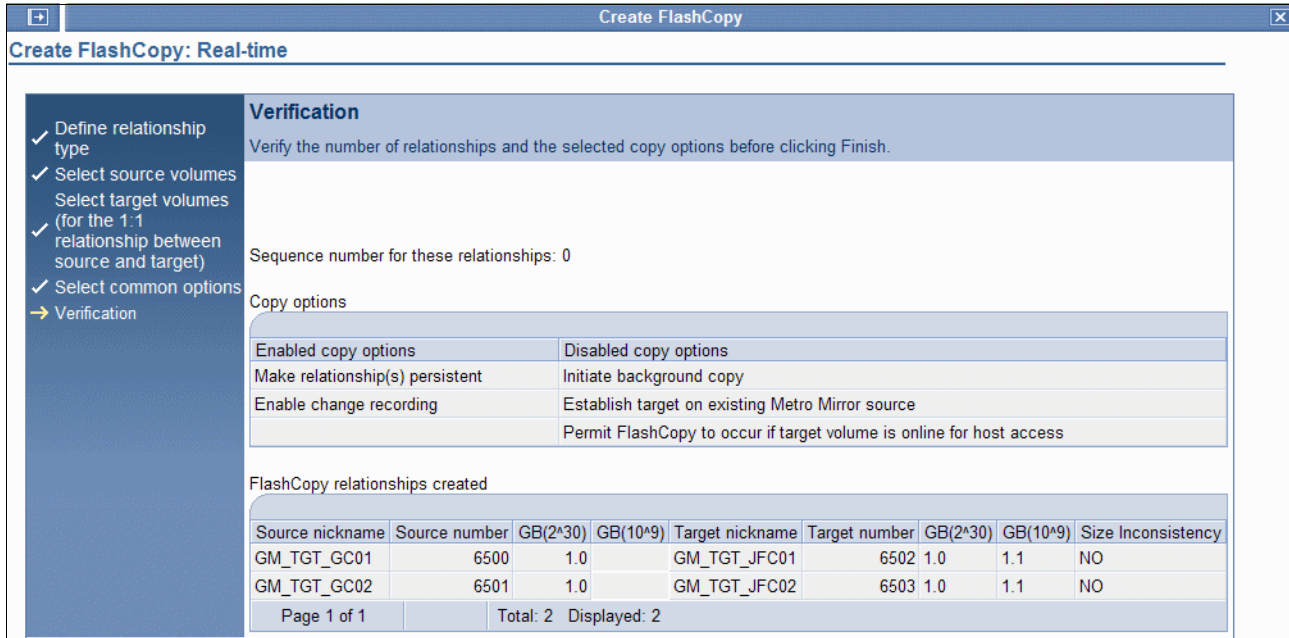 Create FlashCopy
Create FlashCopy: Real-time
Define relationship
type
Select source volumes
Select target volumes
(for the 1:1
relationship between
source and target)
Select common options
Verification
Verification
Verify the number of relationships and the selected copy options before clicking Finish.
Sequence number for these relationships: 0
Copy options
Enabled copy options Disabled copy options
Make relationship(s) persistent Initiate background copy
Enable change recording Establish target on existing Metro Mirror source
Permit FlashCopy to occur if target volume is online for host access
FlashCopy relationships created
Source nickname Source number GB(2^30) GB(10^9) Target nickname Target number GB(2^30) GB(10^9) Size Inconsistency
GM_TGT_GC01 6500 1.0 GM_TGT_JFC01 6502 1.0 1.1 NO
GM_TGT_GC02 6501 1.0 GM_TGT_JFC02 6503 1.0 1.1 NO
Page 1 of 1 Total: 2 Displayed: 2